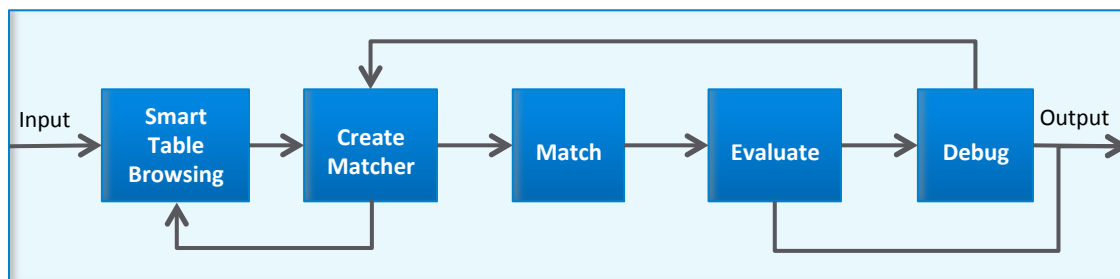 Input
Smart
Table
Browsing
Create
Matcher
Match
Evaluate
Debug
Output